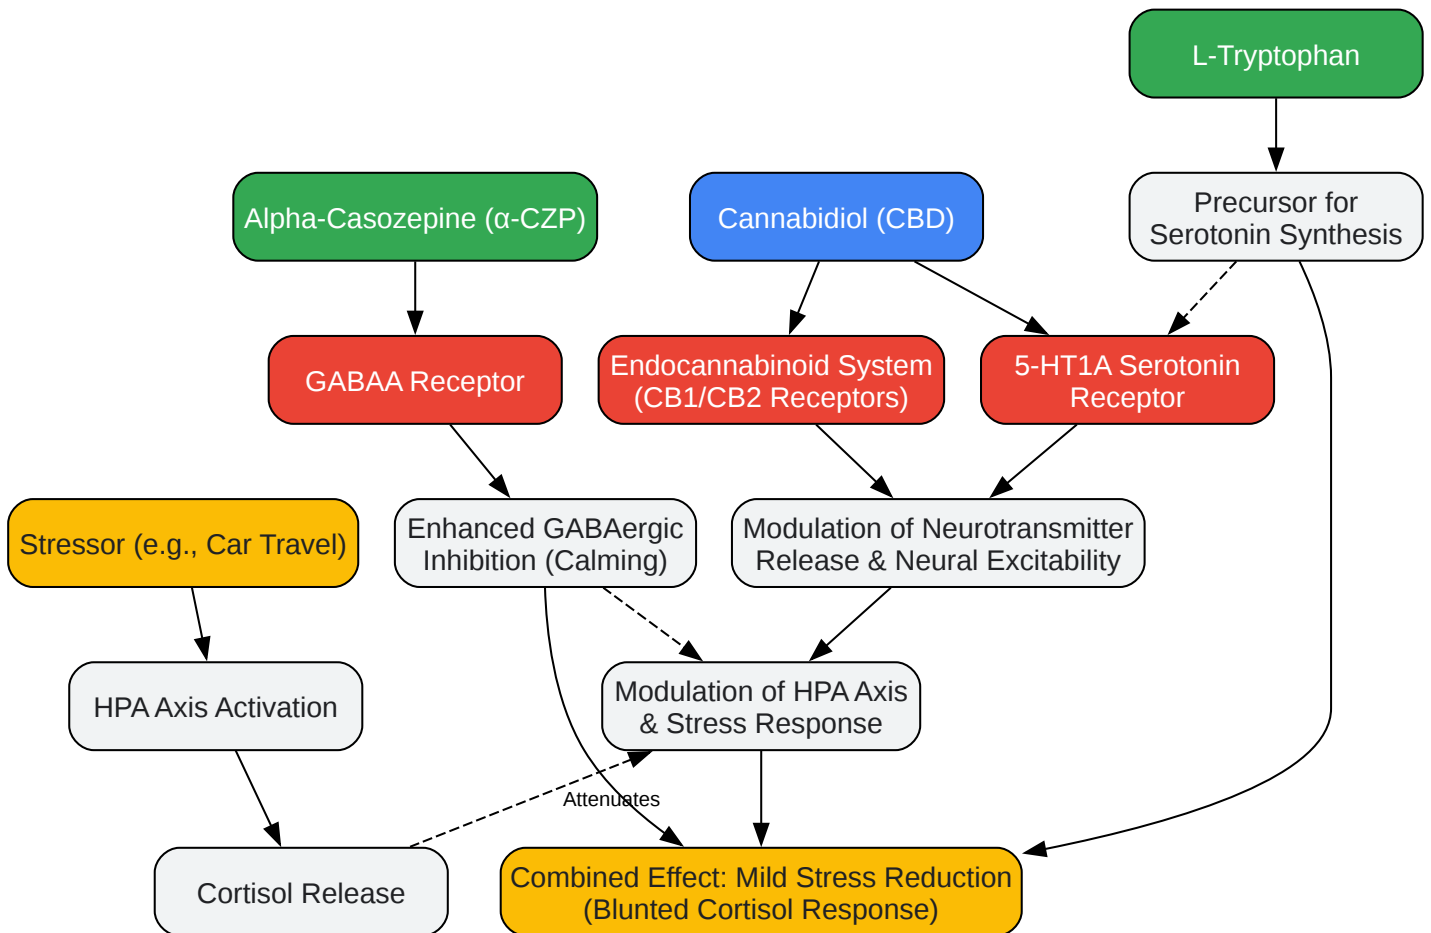 L-Tryptophan
Alpha-Casozepine (α-CZP)
Cannabidiol (CBD)
Precursor for
Serotonin Synthesis
GABAA Receptor
Endocannabinoid System
(CB1/CB2 Receptors)
5-HT1A Serotonin
Receptor
Stressor (e.g., Car Travel)
Enhanced GABAergic
Inhibition (Calming)
Modulation of Neurotransmitter
Release & Neural Excitability
HPA Axis Activation
Modulation of HPA Axis
& Stress Response
Attenuates
Cortisol Release
Combined Effect: Mild Stress Reduction
(Blunted Cortisol Response)